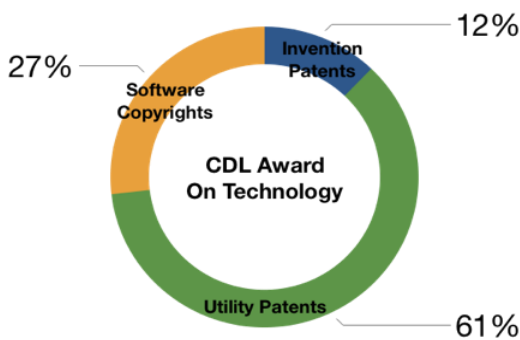 12%
Invention
Patents
27%
Software
Copyrights
CDL Award
On Technology
Utility Patents
61%